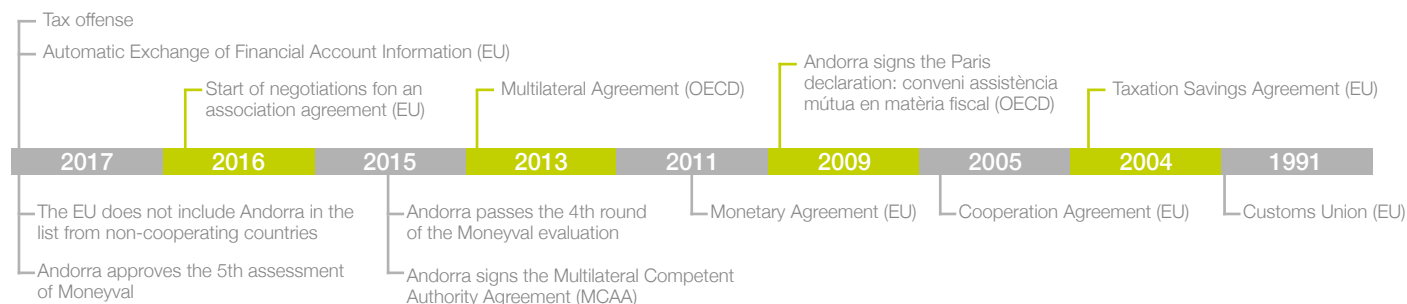 Tax offense
Automatic Exchange of Financial Account Information (EU)
Start of negotiations fon an
association agreement (EU)
Multilateral Agreement (OECD)
Andorra signs the Paris
declaration: conveni assistència
mútua en matèria fiscal (OECD)
Taxation Savings Agreement (EU)
2017
2016
2015
2013
2011
2009
2005
2004
1991
The EU does not include Andorra in the
list from non-cooperating countries
Andorra approves the 5th assessment
of Moneyval
Andorra passes the 4th round
of the Moneyval evaluation
Andorra signs the Multilateral Competent
Authority Agreement (MCAA)
Monetary Agreement (EU)
Cooperation Agreement (EU)
Customs Union (EU)